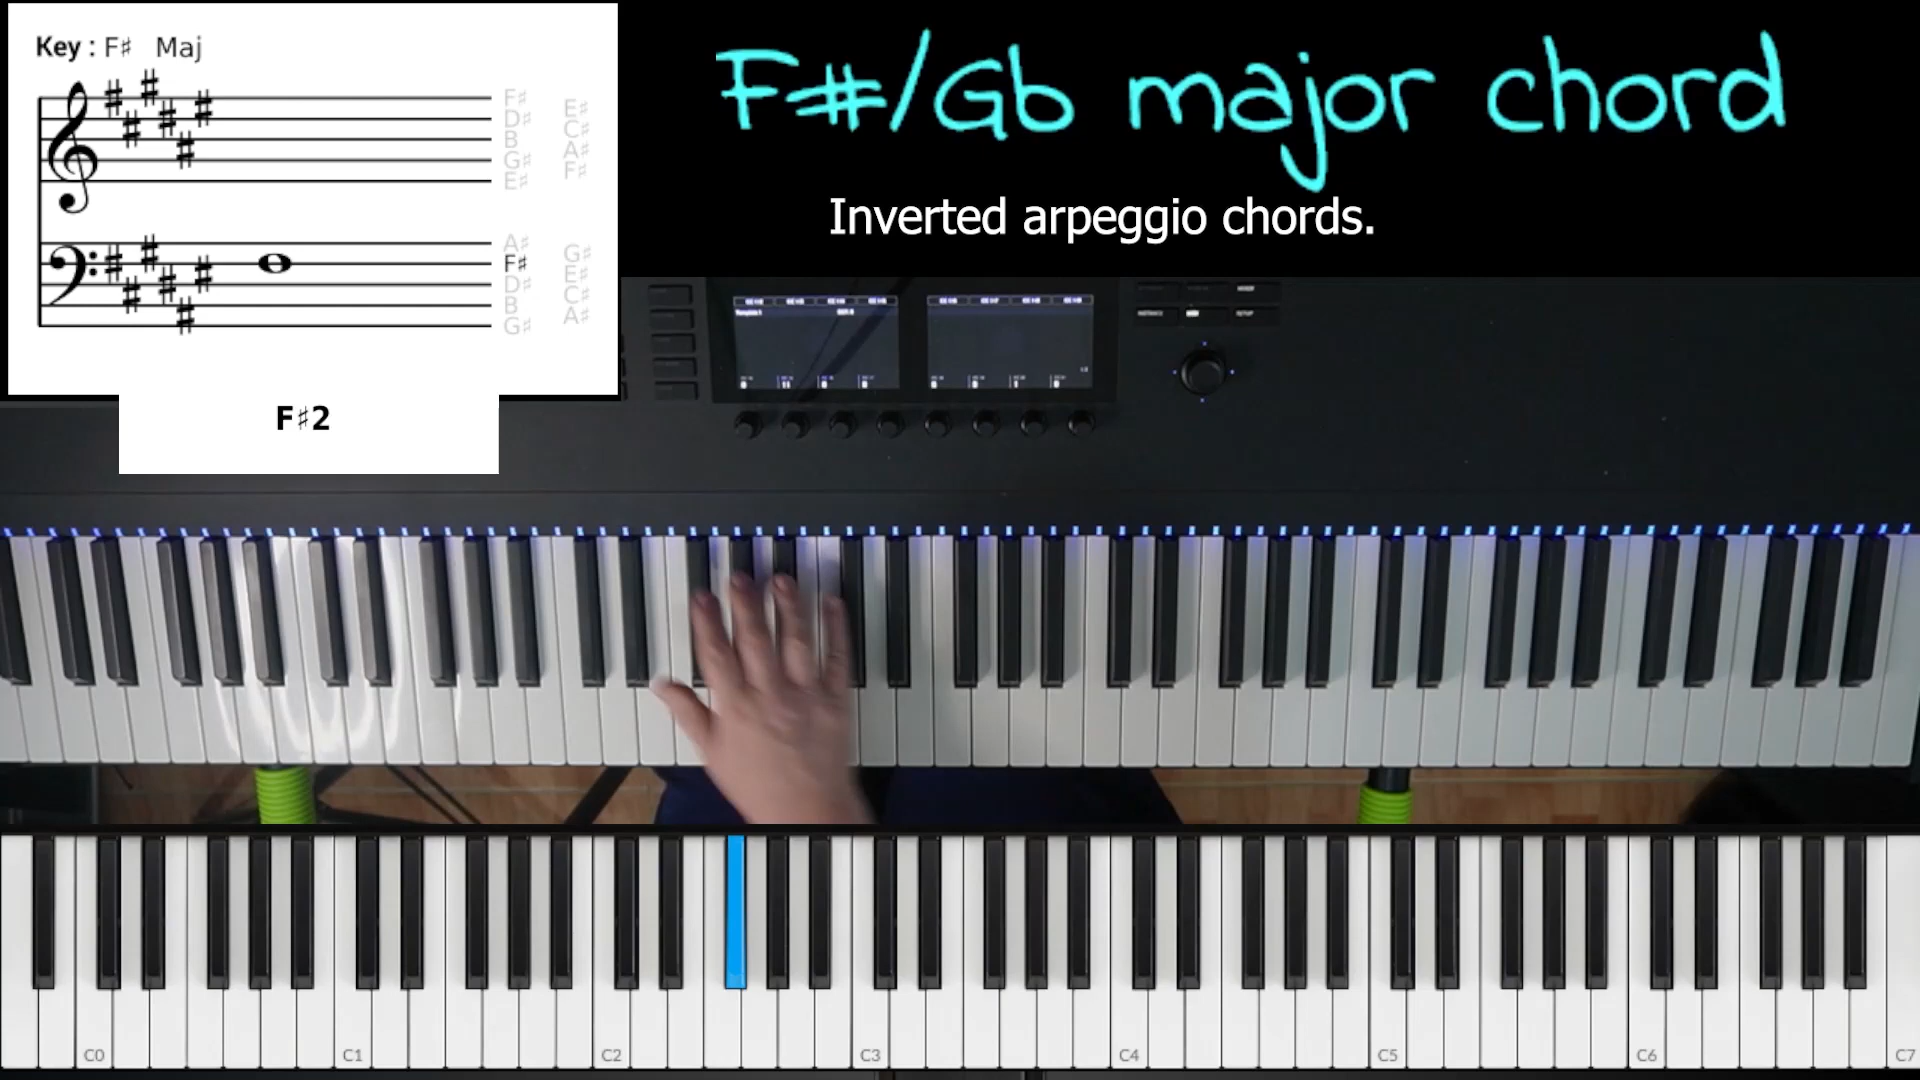 Key : F♯ Maj
F♯/Gb major chord
Inverted arpeggio chords.
F♯ E♯
D♯ C♯
B A♯
G♯ F♯
E♯
A♯ G♯
F♯ E♯
D♯ C♯
B A♯
G♯
F♯2
C0 C1 C2 C3 C4 C5 C6 C7